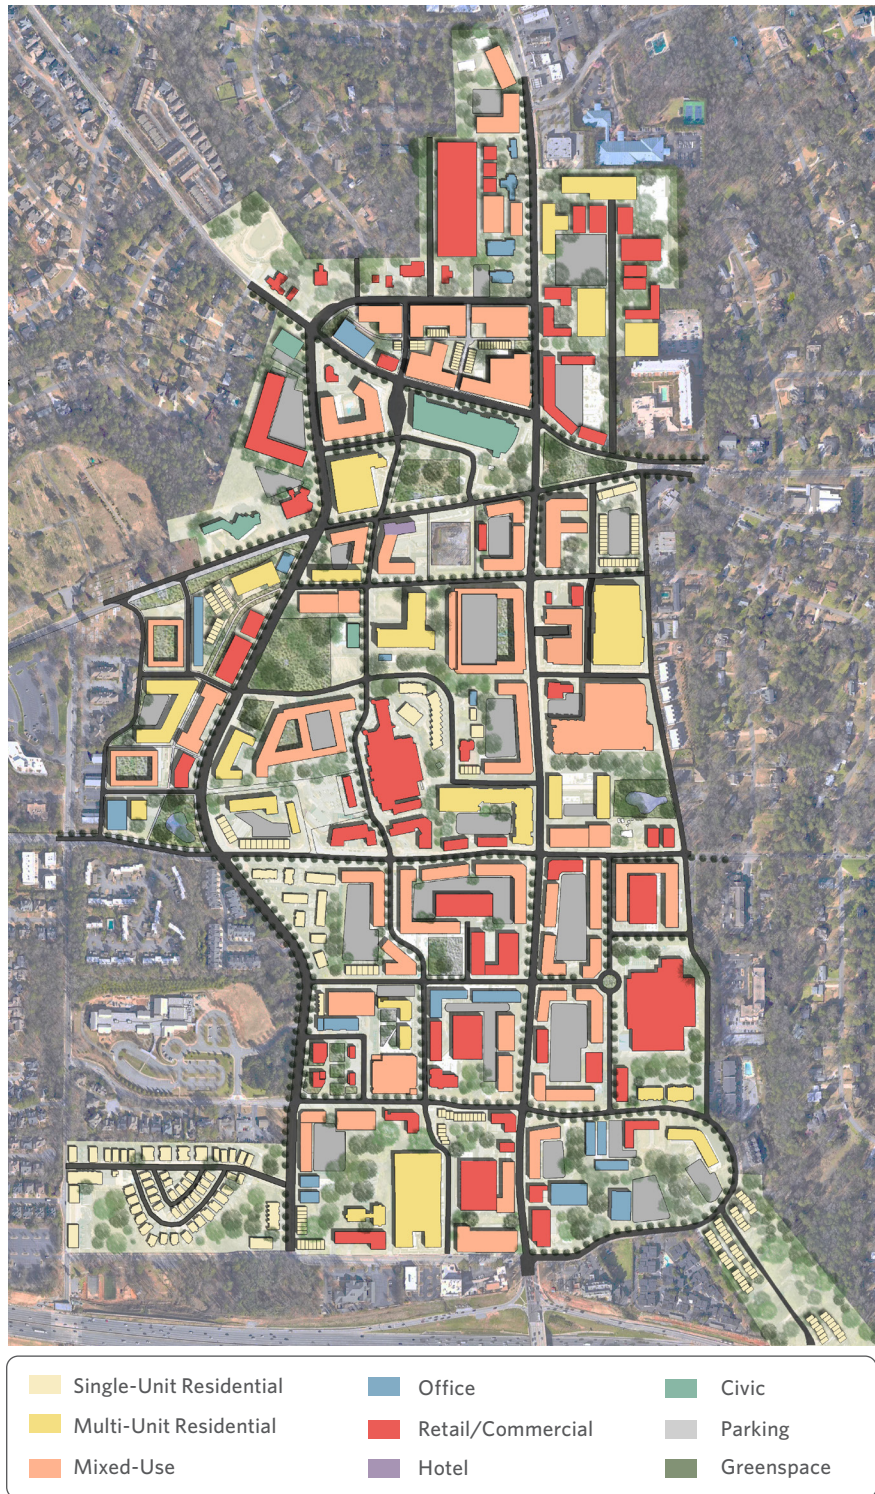 Single-Unit Residential
Multi-Unit Residential
Mixed-Use
Office
Retail/Commercial
Hotel
Civic
Parking
Greenspace